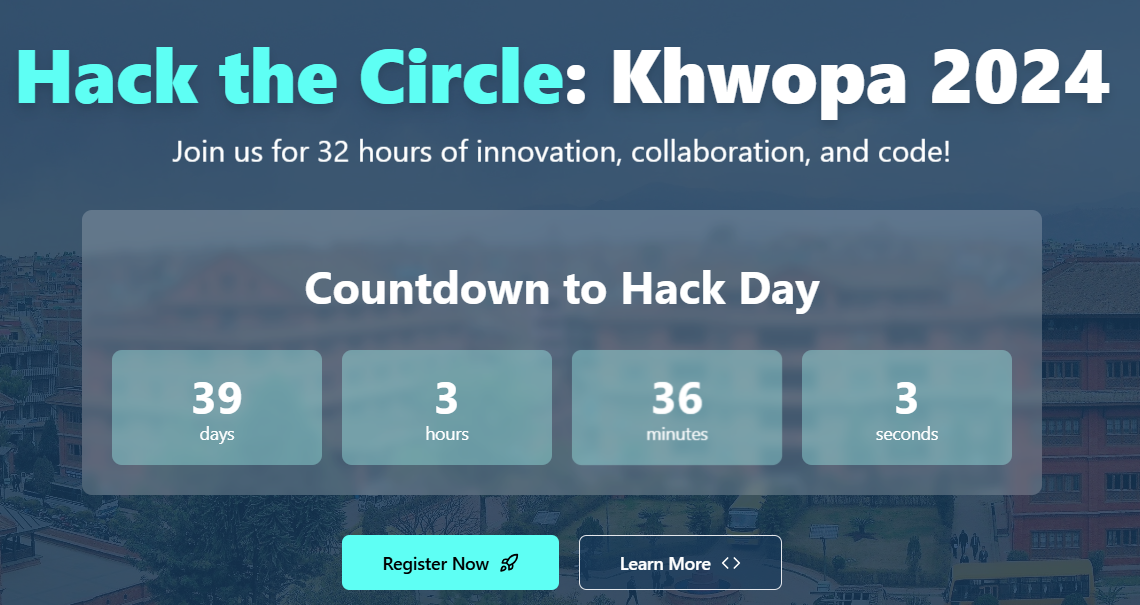 Hack the Circle: Khwopa 2024
Join us for 32 hours of innovation, collaboration, and code!
Countdown to Hack Day
39 3 36 3
days hours minutes seconds
Register Now Learn More